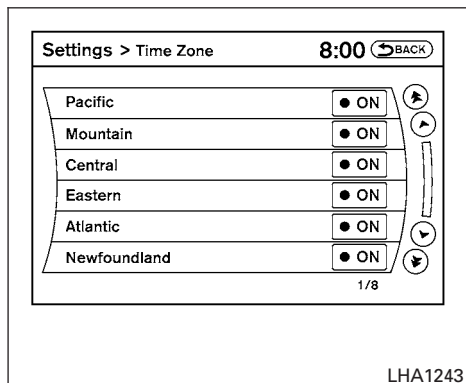 Settings > Time Zone 8:00 BACK
Pacific ON
Mountain ON
Central ON
Eastern ON
Atlantic ON
Newfoundland ON
1/8
LHA1243